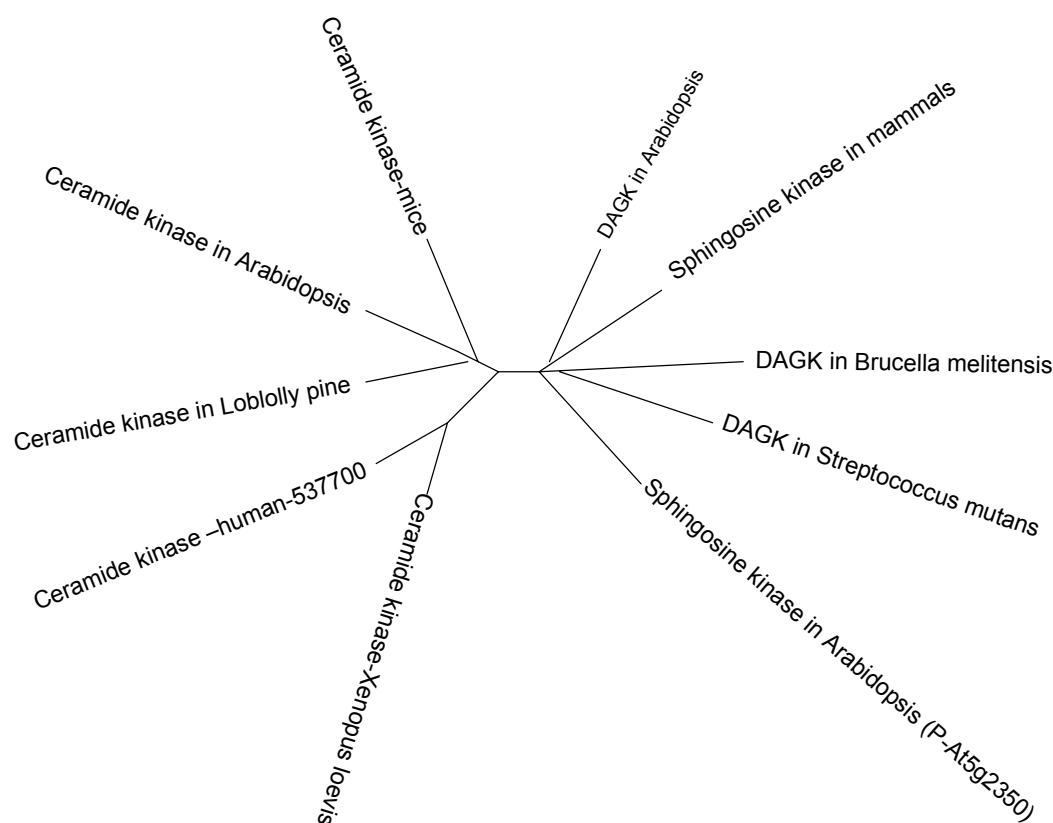 Ceramide kinase-mice
DAGK in Arabidopsis
Sphingosine kinase in mammals
Ceramide kinase in Arabidopsis
DAGK in Brucella melitensis
Ceramide kinase in Loblolly pine
DAGK in Streptococcus mutans
Ceramide kinase –human-537700
Sphingosine kinase in Arabidopsis (P-At5g2350)
Ceramide kinase-Xenopus loevis